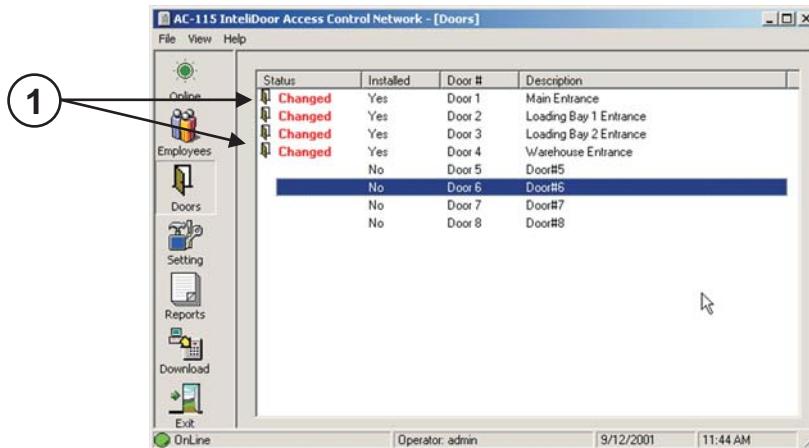 AC-115 InteliDoor Access Control Network - [Doors]
File View Help
1
Online
Employees
Doors
Setting
Reports
Download
Exit
Status Installed Door # Description
Changed Yes Door 1 Main Entrance
Changed Yes Door 2 Loading Bay 1 Entrance
Changed Yes Door 3 Loading Bay 2 Entrance
Changed Yes Door 4 Warehouse Entrance
No Door 5 Door#5
No Door 6 Door#6
No Door 7 Door#7
No Door 8 Door#8
OnLine Operator: admin 9/12/2001 11:44 AM